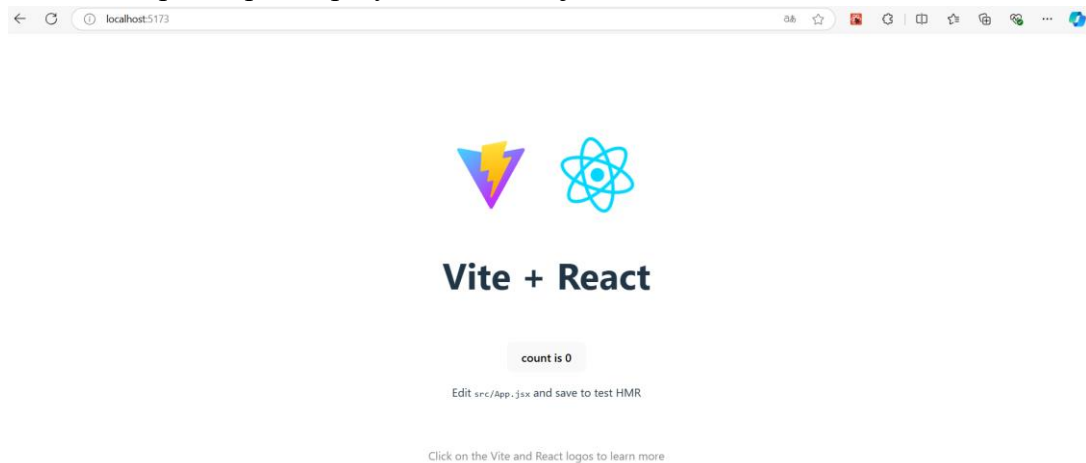 localhost:5173
Vite + React
count is 0
Edit src/App.jsx and save to test HMR
Click on the Vite and React logos to learn more